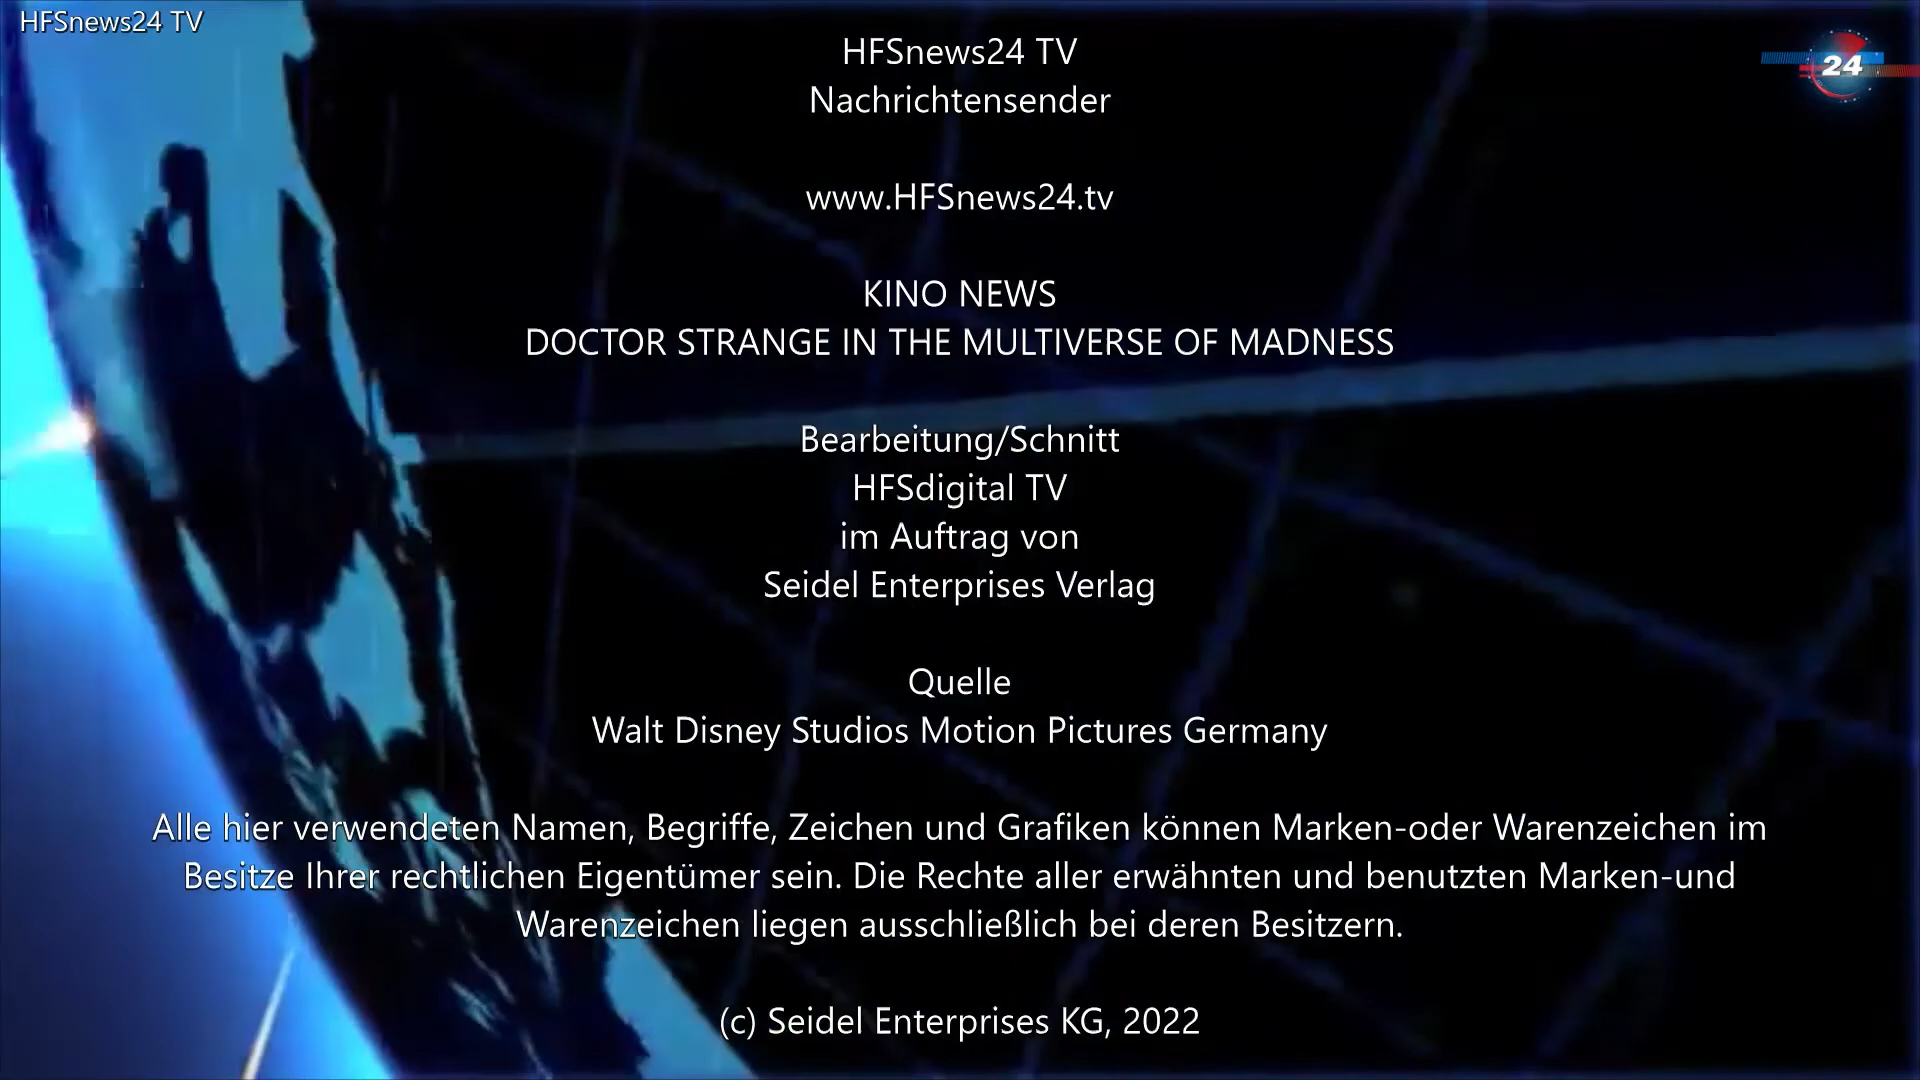 HFSnews24 TV
HFSnews24 TV
Nachrichtensender
24
www.HFSnews24.tv
KINO NEWS
DOCTOR STRANGE IN THE MULTIVERSE OF MADNESS
Bearbeitung/Schnitt
HFSdigital TV
im Auftrag von
Seidel Enterprises Verlag
Quelle
Walt Disney Studios Motion Pictures Germany
Alle hier verwendeten Namen, Begriffe, Zeichen und Grafiken können Marken-oder Warenzeichen im
Besitze Ihrer rechtlichen Eigentümer sein. Die Rechte aller erwähnten und benutzten Marken-und
Warenzeichen liegen ausschließlich bei deren Besitzern.
(c) Seidel Enterprises KG, 2022